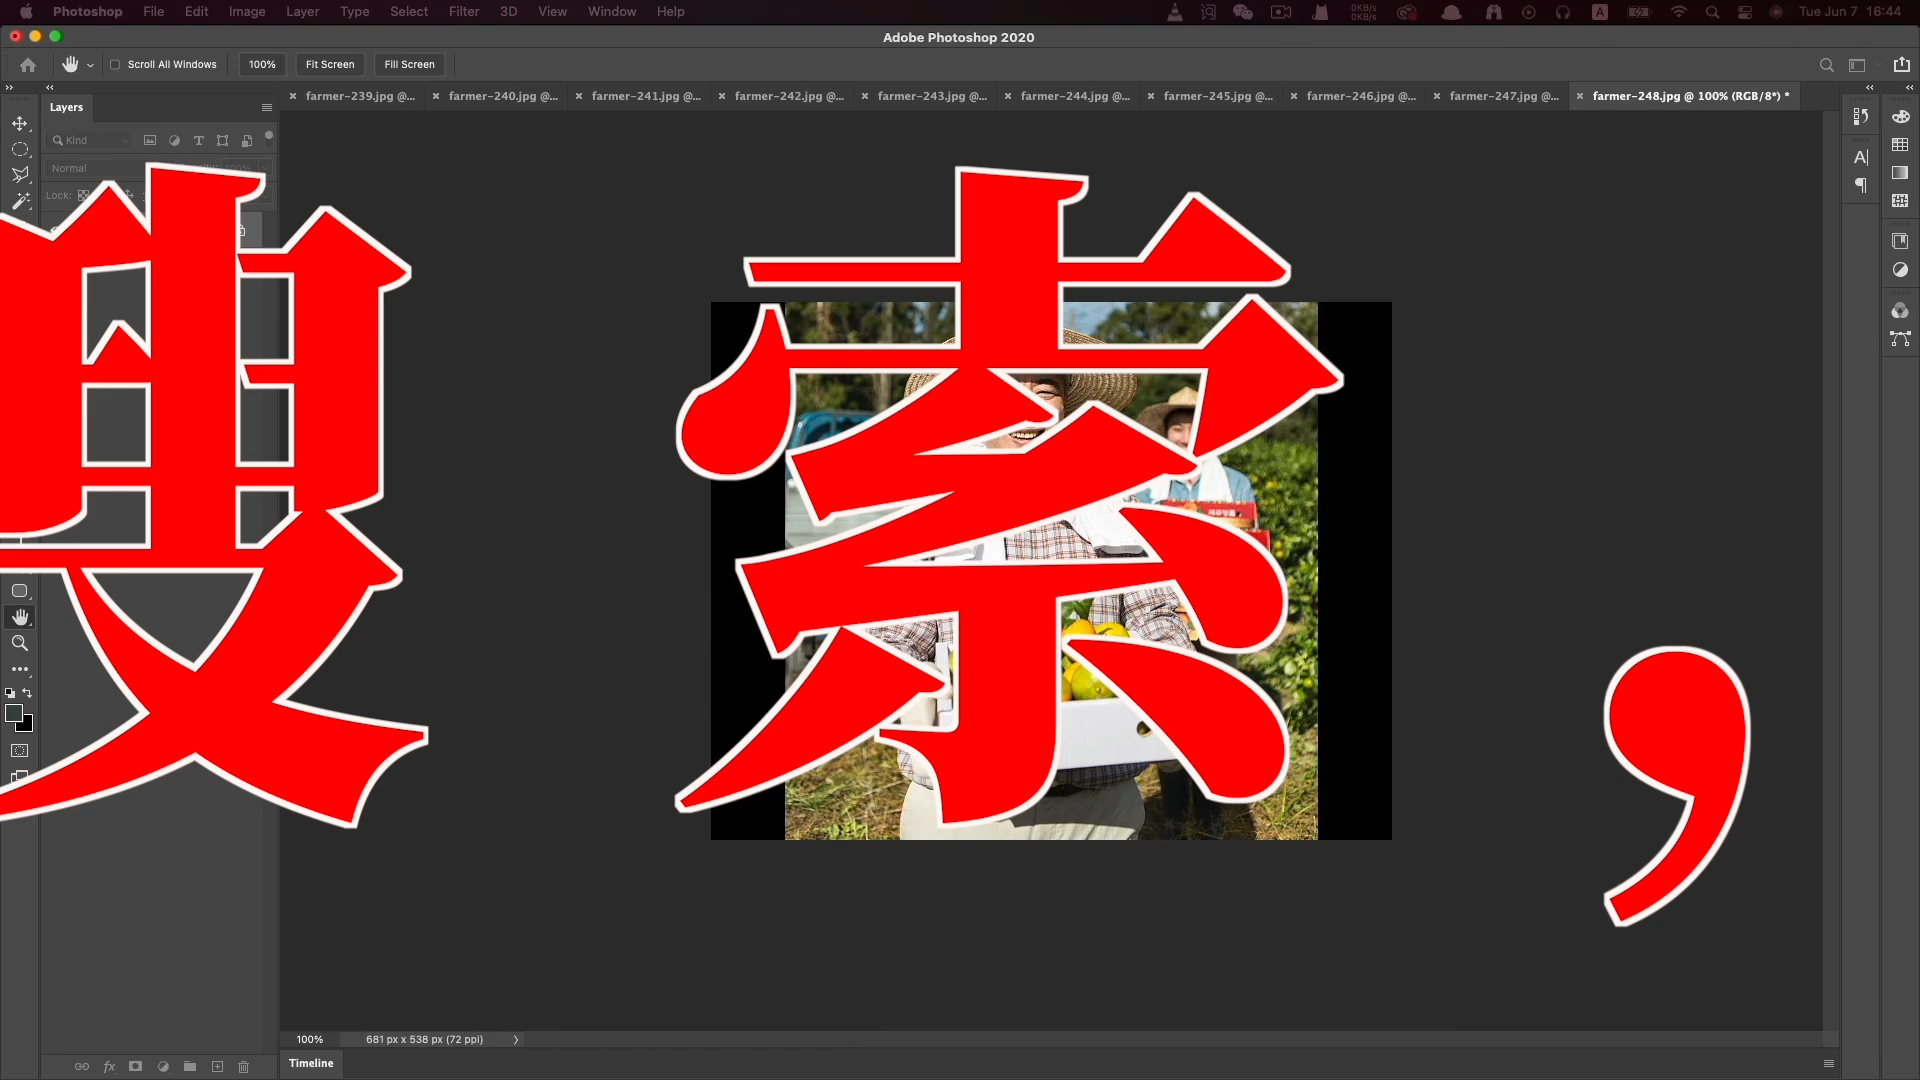 Photoshop File Edit Image Layer Type Select Filter 3D View Window Help 0KB/s 0KB/s A Tue Jun 7 16:44
Adobe Photoshop 2020
Scroll All Windows 100% Fit Screen Fill Screen
farmer-239.jpg @... farmer-240.jpg @... farmer-241.jpg @... farmer-242.jpg @... farmer-243.jpg @... farmer-244.jpg @... farmer-245.jpg @... farmer-246.jpg @... farmer-247.jpg @... farmer-248.jpg @ 100% (RGB/8*) *
Layers
Kind
Normal
Lock:
搜索，
100% 681 px x 538 px (72 ppi)
Timeline